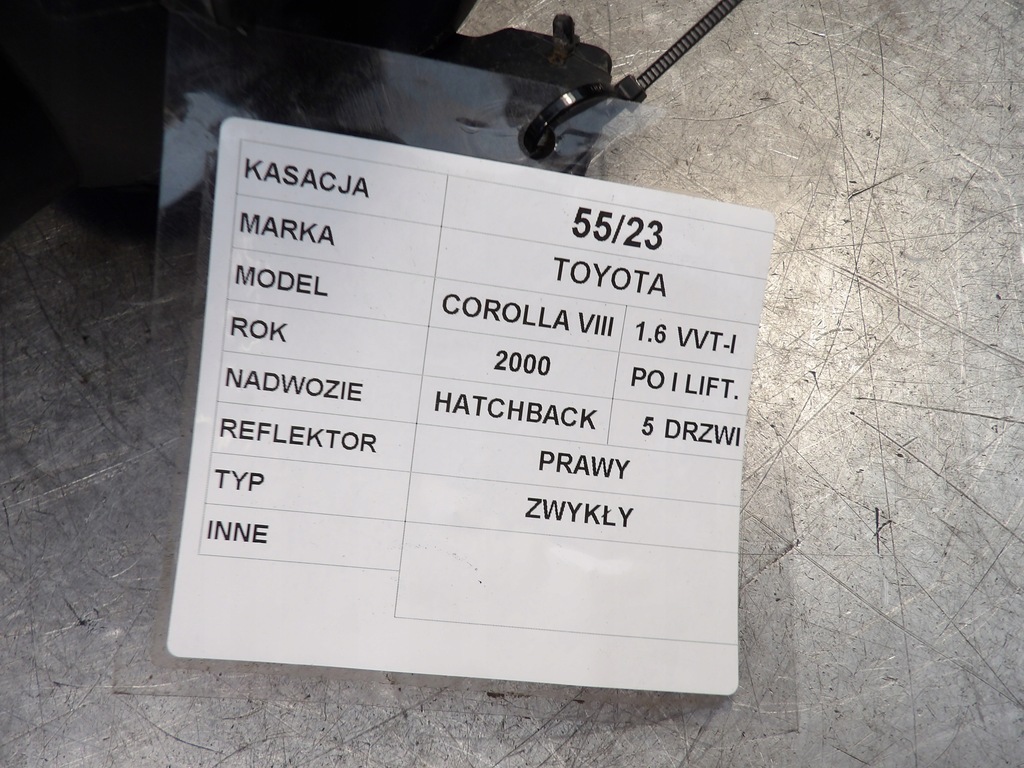 KASACJA 55/23
MARKA TOYOTA
MODEL COROLLA VIII 1.6 VVT-I
ROK 2000 PO I LIFT.
NADWOZIE HATCHBACK 5 DRZWI
REFLEKTOR PRAWY
TYP ZWYKŁY
INNE